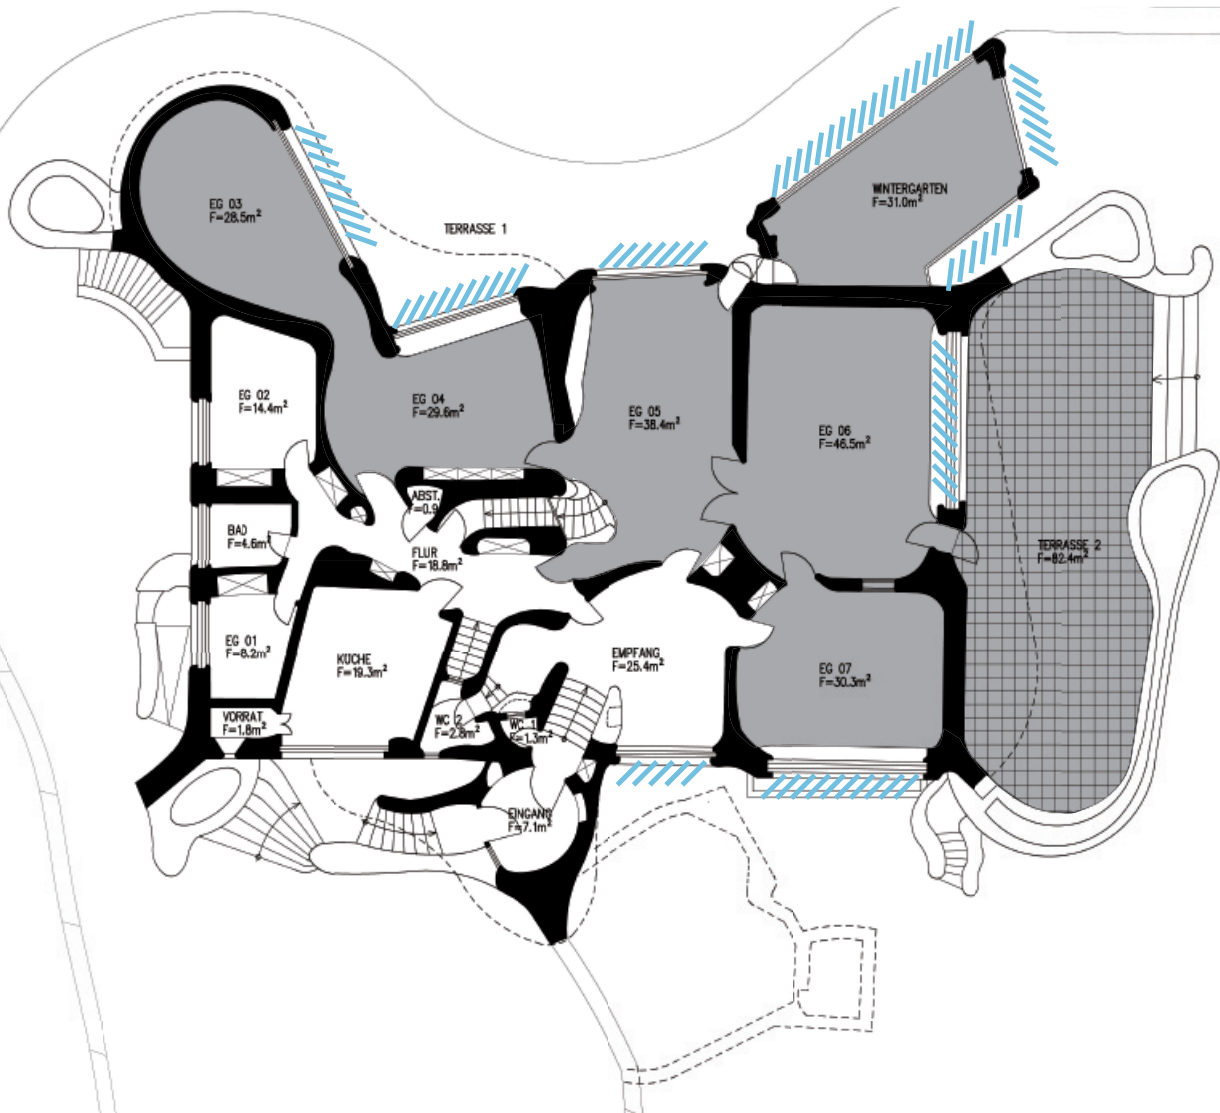 WINTERGARTEN
F=31.0m²
EG 03
F=28.5m²
TERRASSE 1
EG 02
F=14.4m²
EG 04
F=29.6m²
EG 05
F=38.4m²
EG 06
F=46.5m²
ABST.
F=0.9
BAD
F=4.6m²
FLUR
F=18.8m²
TERRASSE 2
F=82.4m²
EG 01
F=8.2m²
KÜCHE
F=19.3m²
EMPFANG
F=25.4m²
EG 07
F=30.3m²
VORRAT
F=1.8m²
WC 2
F=2.8m²
WC 1
F=1.3m²
EINGANG
F=7.1m²